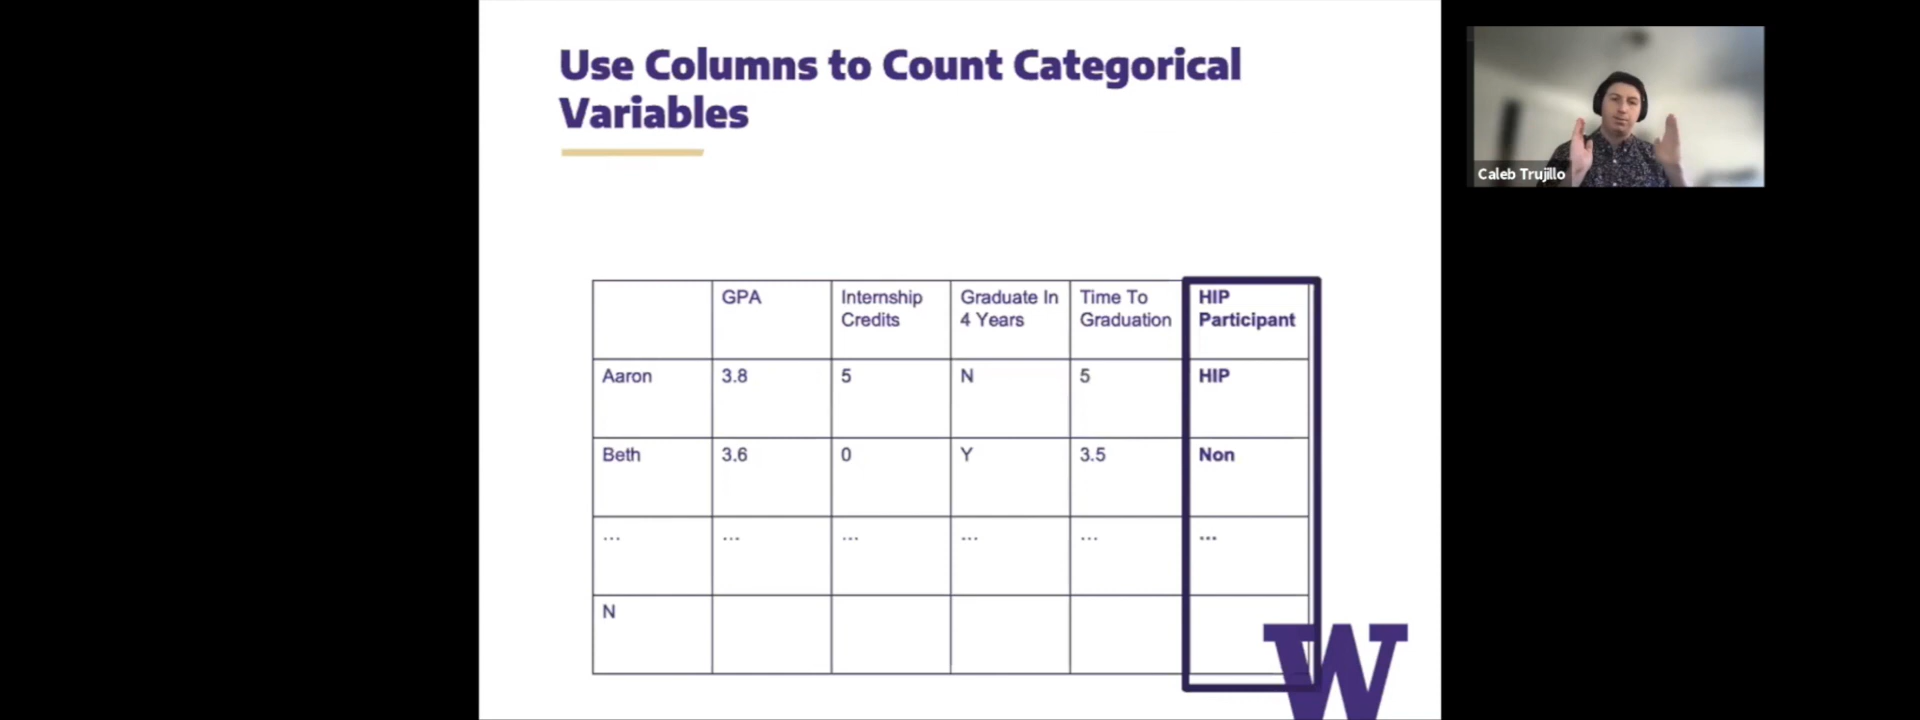 Use Columns to Count Categorical
Variables
Caleb Trujillo
GPA
Internship
Credits
Graduate In
4 Years
Time To
Graduation
HIP
Participant
Aaron
3.8
5
N
5
HIP
Beth
3.6
0
Y
3.5
Non
...
...
...
...
...
...
N
W